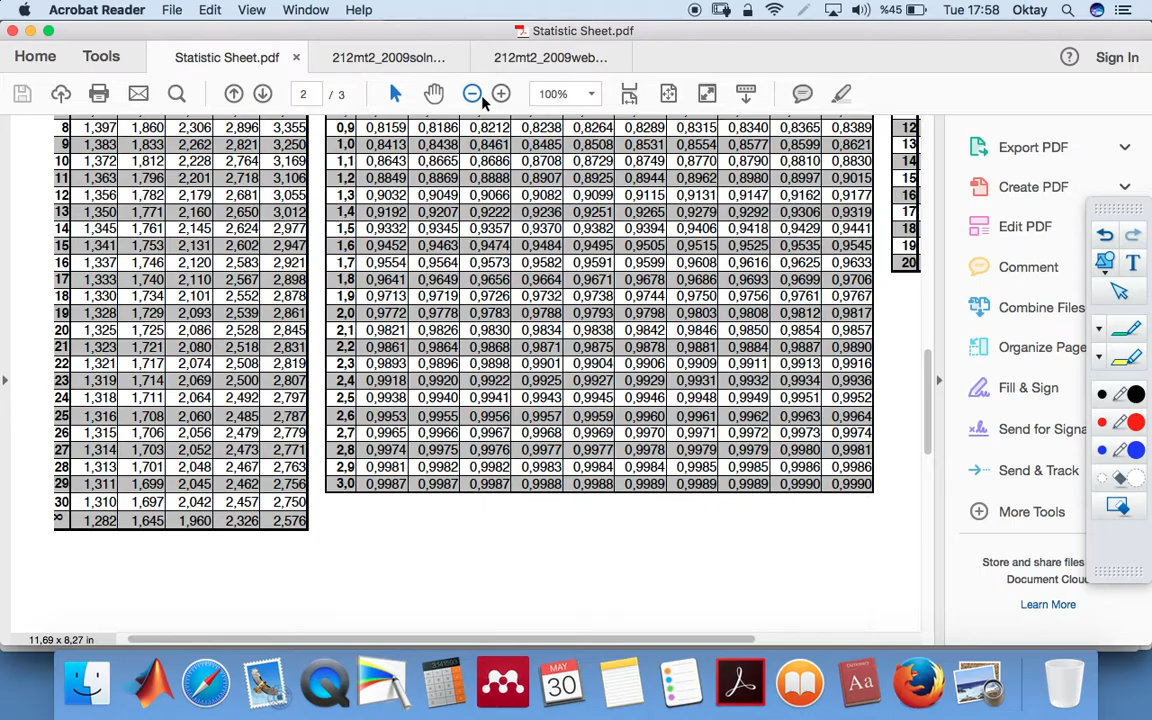 Acrobat Reader File Edit View Window Help %45 Tue 17:58 Oktay
Statistic Sheet.pdf
Home Tools Statistic Sheet.pdf × 212mt2_2009soln... 212mt2_2009web... Sign In
2 / 3 100%
8 1,397 1,860 2,306 2,896 3,355
9 1,383 1,833 2,262 2,821 3,250
10 1,372 1,812 2,228 2,764 3,169
11 1,363 1,796 2,201 2,718 3,106
12 1,356 1,782 2,179 2,681 3,055
13 1,350 1,771 2,160 2,650 3,012
14 1,345 1,761 2,145 2,624 2,977
15 1,341 1,753 2,131 2,602 2,947
16 1,337 1,746 2,120 2,583 2,921
17 1,333 1,740 2,110 2,567 2,898
18 1,330 1,734 2,101 2,552 2,878
19 1,328 1,729 2,093 2,539 2,861
20 1,325 1,725 2,086 2,528 2,845
21 1,323 1,721 2,080 2,518 2,831
22 1,321 1,717 2,074 2,508 2,819
23 1,319 1,714 2,069 2,500 2,807
24 1,318 1,711 2,064 2,492 2,797
25 1,316 1,708 2,060 2,485 2,787
26 1,315 1,706 2,056 2,479 2,779
27 1,314 1,703 2,052 2,473 2,771
28 1,313 1,701 2,048 2,467 2,763
29 1,311 1,699 2,045 2,462 2,756
30 1,310 1,697 2,042 2,457 2,750
∞ 1,282 1,645 1,960 2,326 2,576
0,9 0,8159 0,8186 0,8212 0,8238 0,8264 0,8289 0,8315 0,8340 0,8365 0,8389
1,0 0,8413 0,8438 0,8461 0,8485 0,8508 0,8531 0,8554 0,8577 0,8599 0,8621
1,1 0,8643 0,8665 0,8686 0,8708 0,8729 0,8749 0,8770 0,8790 0,8810 0,8830
1,2 0,8849 0,8869 0,8888 0,8907 0,8925 0,8944 0,8962 0,8980 0,8997 0,9015
1,3 0,9032 0,9049 0,9066 0,9082 0,9099 0,9115 0,9131 0,9147 0,9162 0,9177
1,4 0,9192 0,9207 0,9222 0,9236 0,9251 0,9265 0,9279 0,9292 0,9306 0,9319
1,5 0,9332 0,9345 0,9357 0,9370 0,9382 0,9394 0,9406 0,9418 0,9429 0,9441
1,6 0,9452 0,9463 0,9474 0,9484 0,9495 0,9505 0,9515 0,9525 0,9535 0,9545
1,7 0,9554 0,9564 0,9573 0,9582 0,9591 0,9599 0,9608 0,9616 0,9625 0,9633
1,8 0,9641 0,9649 0,9656 0,9664 0,9671 0,9678 0,9686 0,9693 0,9699 0,9706
1,9 0,9713 0,9719 0,9726 0,9732 0,9738 0,9744 0,9750 0,9756 0,9761 0,9767
2,0 0,9772 0,9778 0,9783 0,9788 0,9793 0,9798 0,9803 0,9808 0,9812 0,9817
2,1 0,9821 0,9826 0,9830 0,9834 0,9838 0,9842 0,9846 0,9850 0,9854 0,9857
2,2 0,9861 0,9864 0,9868 0,9871 0,9875 0,9878 0,9881 0,9884 0,9887 0,9890
2,3 0,9893 0,9896 0,9898 0,9901 0,9904 0,9906 0,9909 0,9911 0,9913 0,9916
2,4 0,9918 0,9920 0,9922 0,9925 0,9927 0,9929 0,9931 0,9932 0,9934 0,9936
2,5 0,9938 0,9940 0,9941 0,9943 0,9945 0,9946 0,9948 0,9949 0,9951 0,9952
2,6 0,9953 0,9955 0,9956 0,9957 0,9959 0,9960 0,9961 0,9962 0,9963 0,9964
2,7 0,9965 0,9966 0,9967 0,9968 0,9969 0,9970 0,9971 0,9972 0,9973 0,9974
2,8 0,9974 0,9975 0,9976 0,9977 0,9977 0,9978 0,9979 0,9979 0,9980 0,9981
2,9 0,9981 0,9982 0,9982 0,9983 0,9984 0,9984 0,9985 0,9985 0,9986 0,9986
3,0 0,9987 0,9987 0,9987 0,9988 0,9988 0,9989 0,9989 0,9989 0,9990 0,9990
12
13
14
15
16
17
18
19
20
Export PDF
Create PDF
Edit PDF
Comment
Combine Files
Organize Page
Fill & Sign
Send for Signa
Send & Track
More Tools
Store and share files
Document Cloud
Learn More
T
11,69 x 8,27 in
MAY
30
Aa